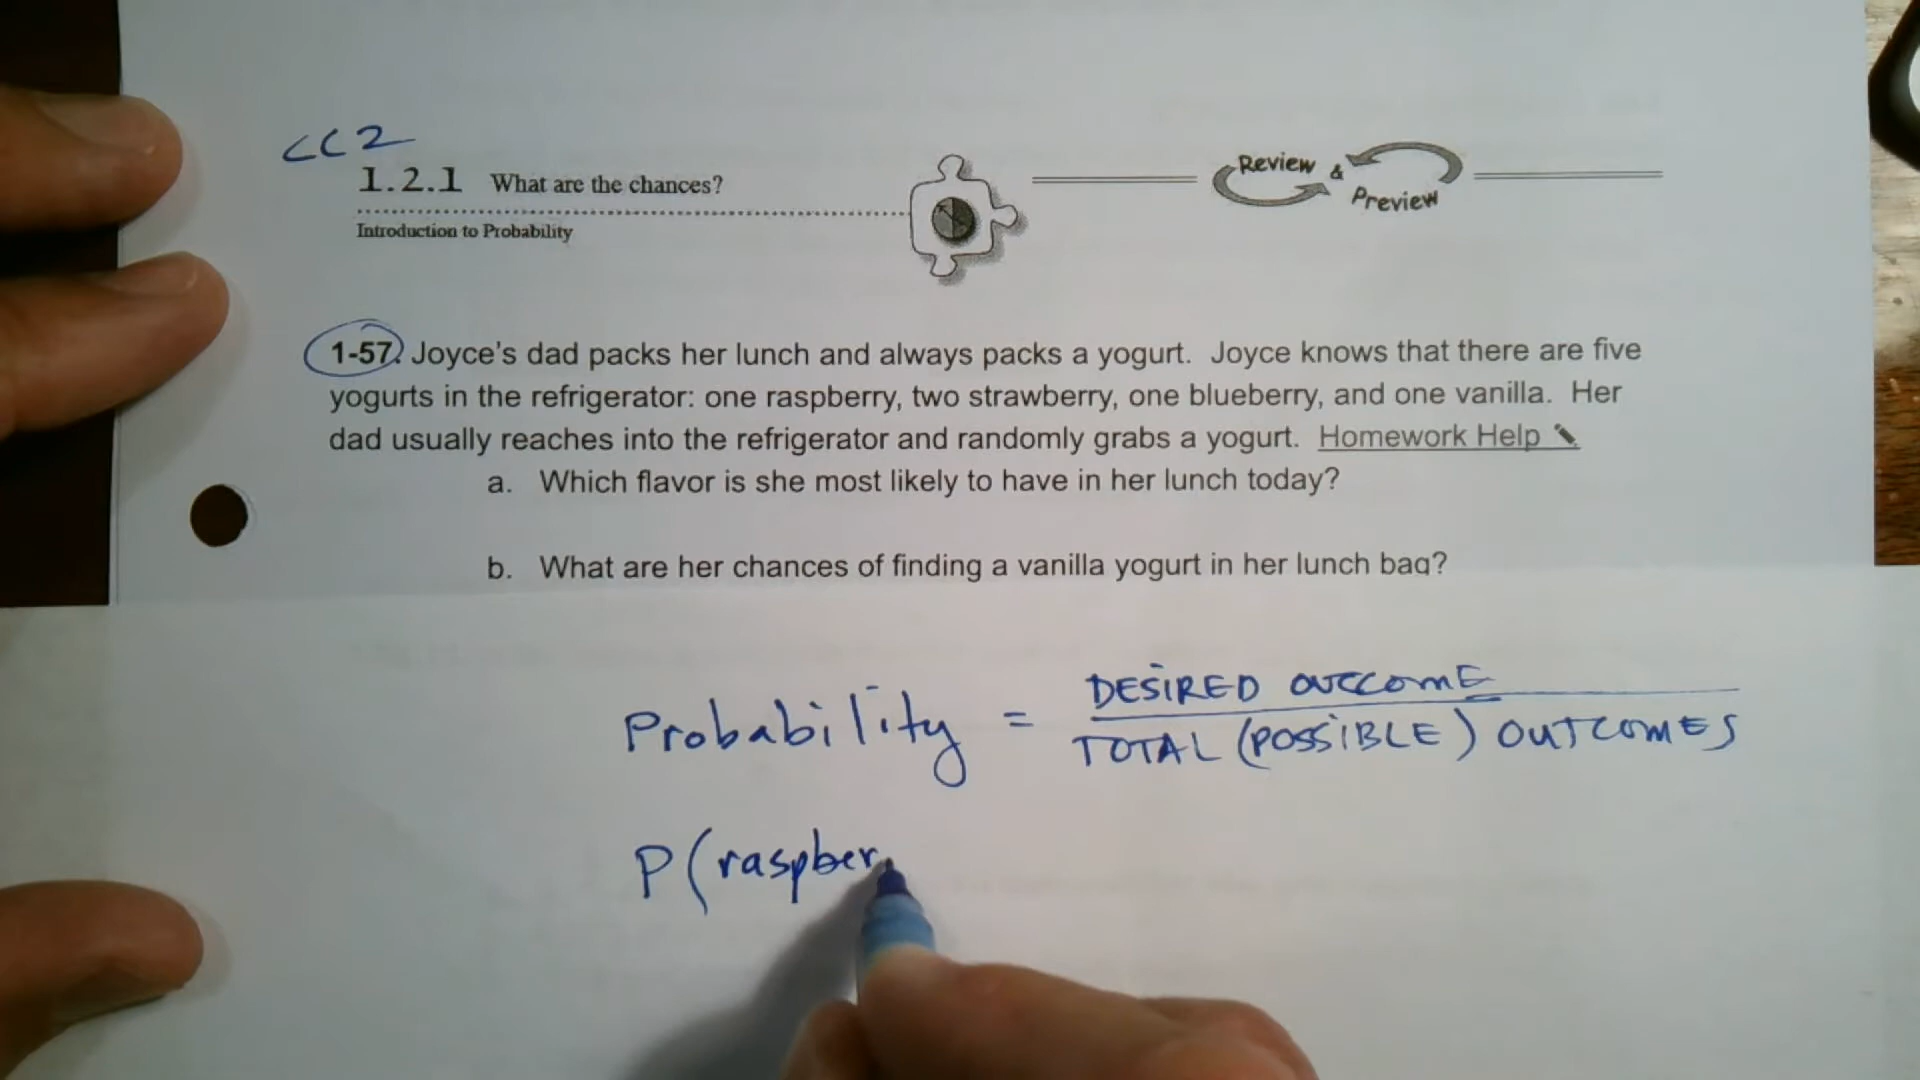 CC2
1.2.1 What are the chances?
Introduction to Probability
Review &
Preview
1-57. Joyce's dad packs her lunch and always packs a yogurt. Joyce knows that there are five
yogurts in the refrigerator: one raspberry, two strawberry, one blueberry, and one vanilla. Her
dad usually reaches into the refrigerator and randomly grabs a yogurt. Homework Help
a. Which flavor is she most likely to have in her lunch today?
b. What are her chances of finding a vanilla yogurt in her lunch bag?
Probability = DESIRED OUTCOME
TOTAL (POSSIBLE) OUTCOMES
P(raspber